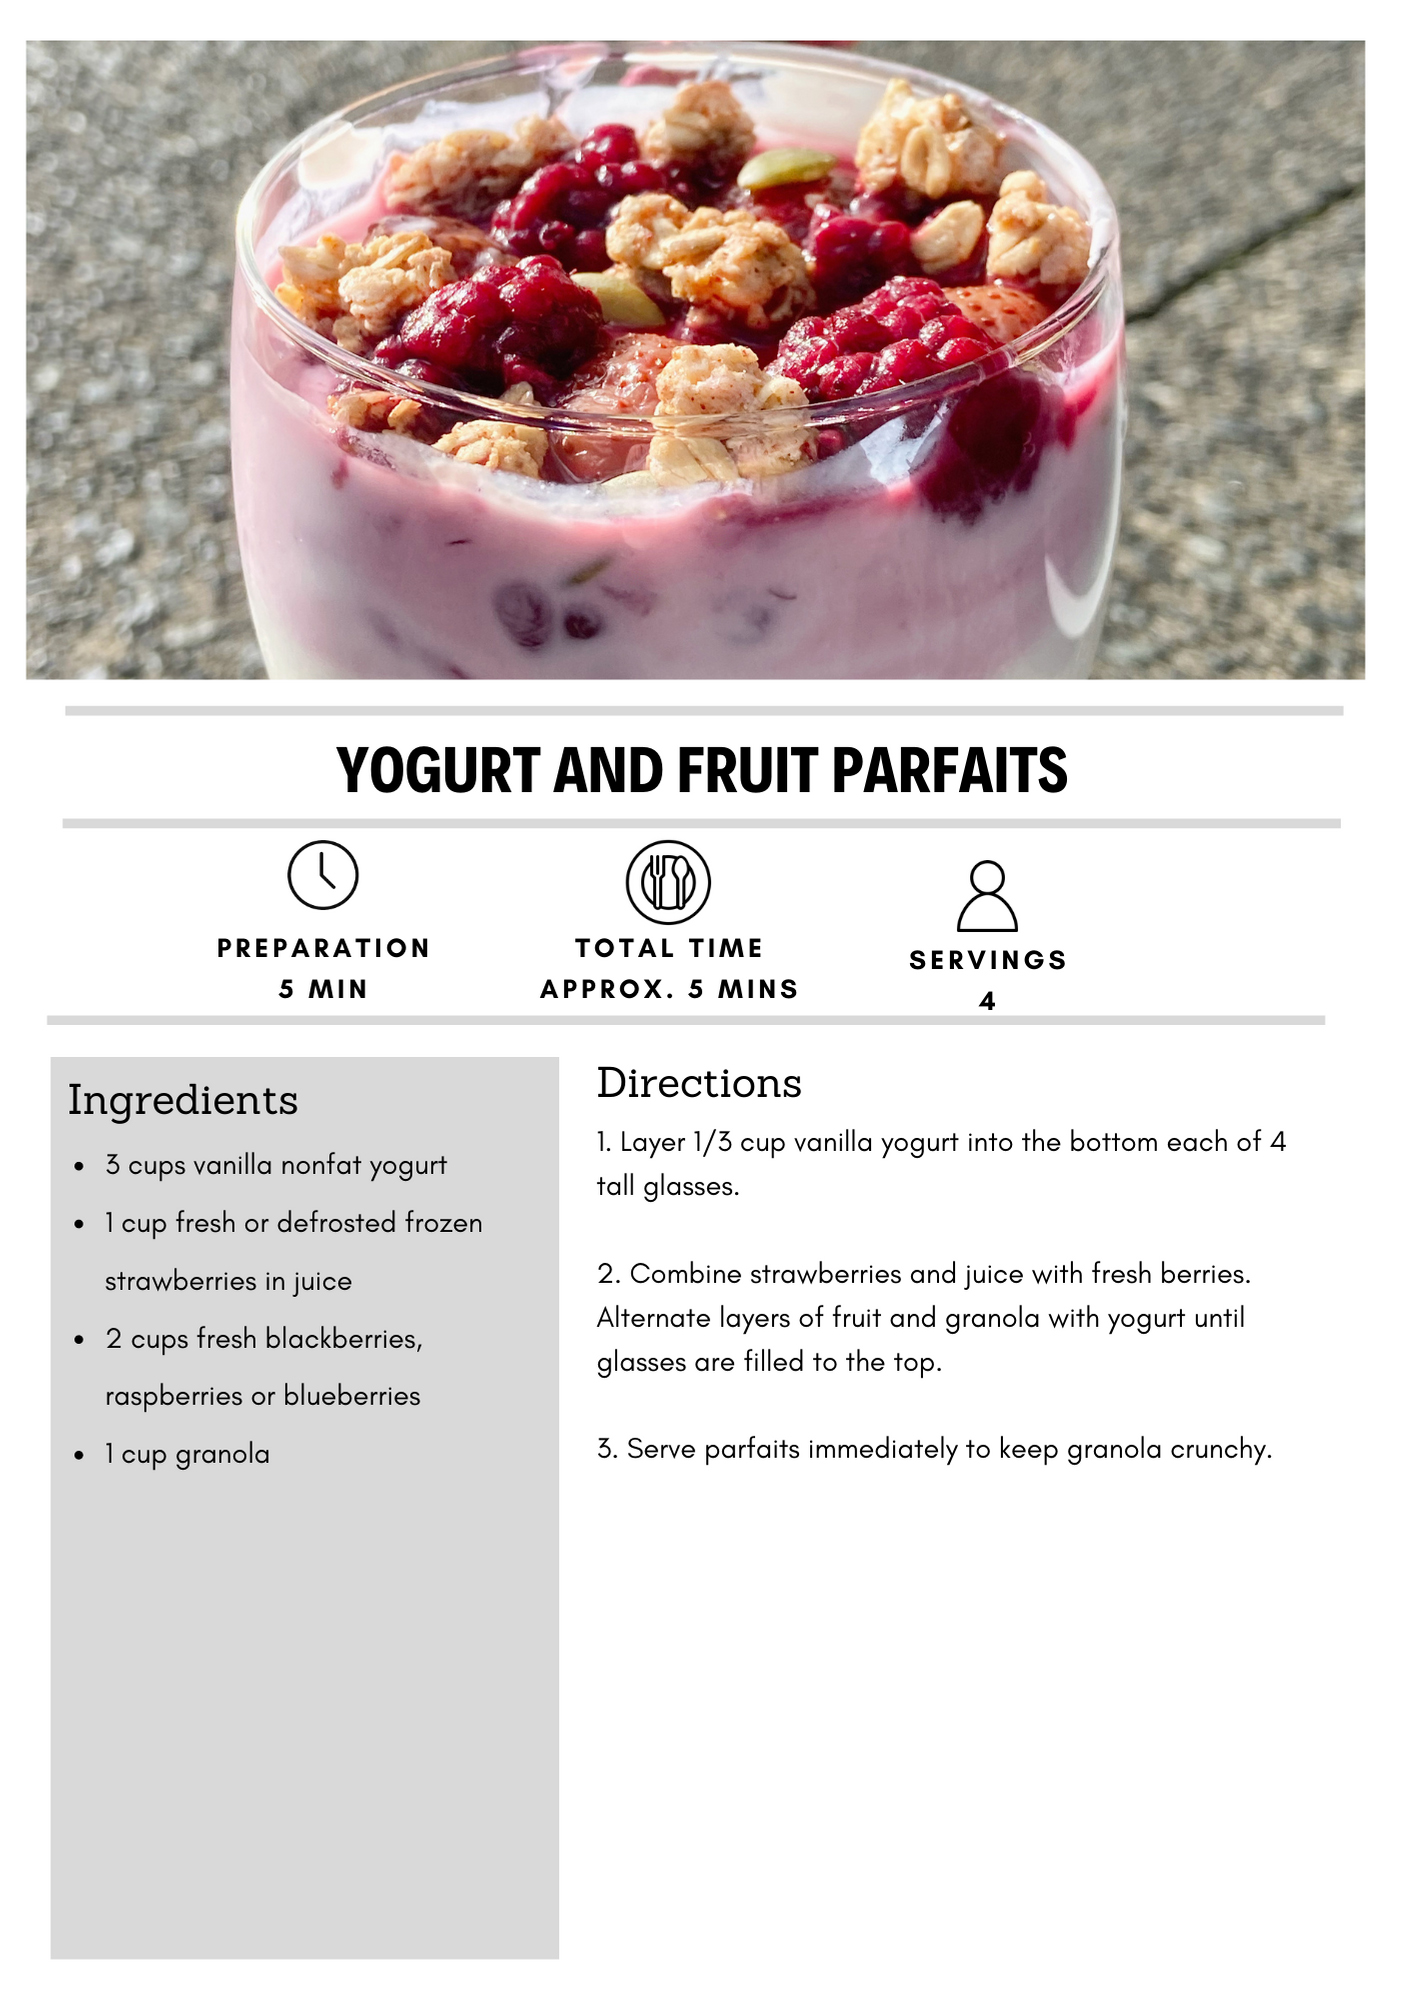 YOGURT AND FRUIT PARFAITS
PREPARATION
5 MIN
TOTAL TIME
APPROX. 5 MINS
SERVINGS
4
Ingredients
• 3 cups vanilla nonfat yogurt
• 1 cup fresh or defrosted frozen
strawberries in juice
• 2 cups fresh blackberries,
raspberries or blueberries
• 1 cup granola
Directions
1. Layer 1/3 cup vanilla yogurt into the bottom each of 4
tall glasses.
2. Combine strawberries and juice with fresh berries.
Alternate layers of fruit and granola with yogurt until
glasses are filled to the top.
3. Serve parfaits immediately to keep granola crunchy.